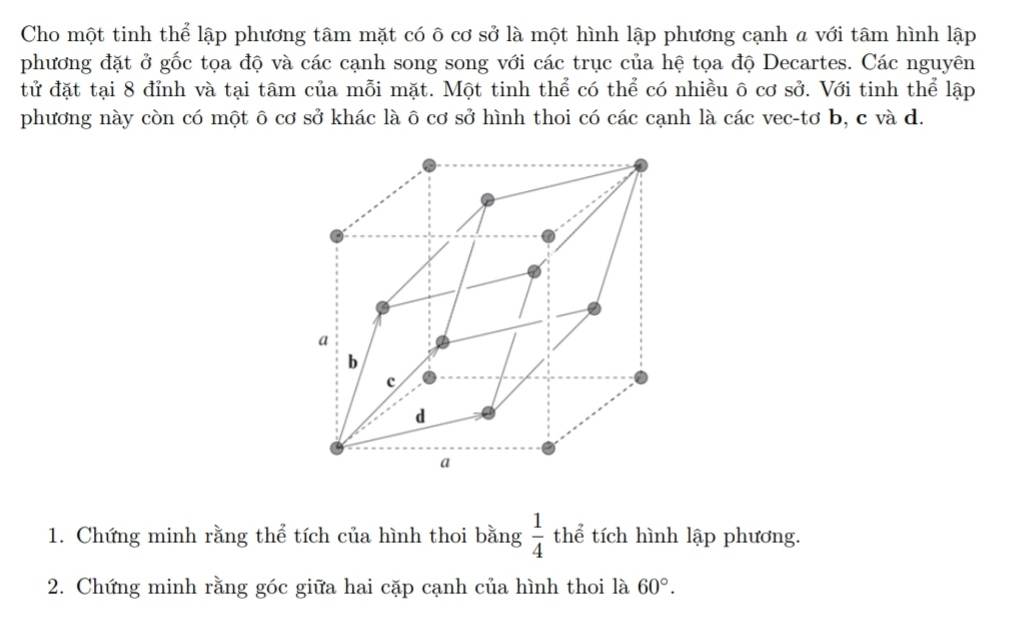 Cho một tinh thể lập phương tâm mặt có ô cơ sở là một hình lập phương cạnh a với tâm hình lập
phương đặt ở gốc tọa độ và các cạnh song song với các trục của hệ tọa độ Decartes. Các nguyên
tử đặt tại 8 đỉnh và tại tâm của mỗi mặt. Một tinh thể có thể có nhiều ô cơ sở. Với tinh thể lập
phương này còn có một ô cơ sở khác là ô cơ sở hình thoi có các cạnh là các vec-tơ b, c và d.
a
b
c
d
a
1. Chứng minh rằng thể tích của hình thoi bằng 1/4 thể tích hình lập phương.
2. Chứng minh rằng góc giữa hai cặp cạnh của hình thoi là 60°.